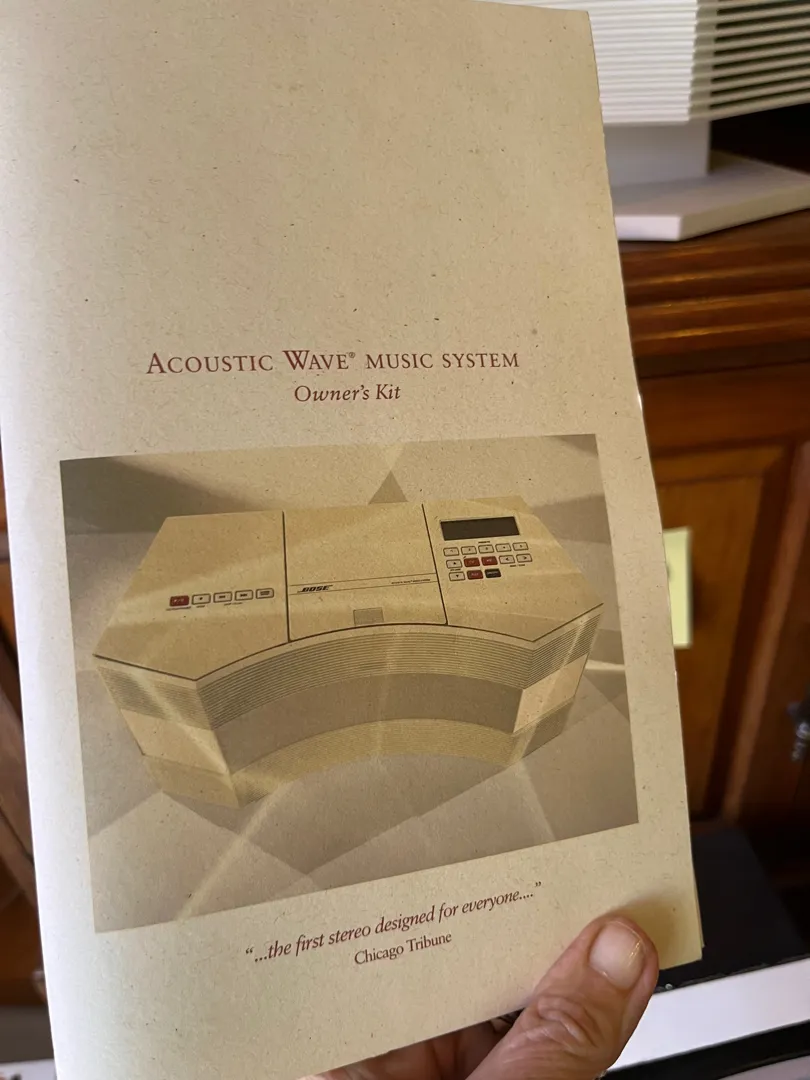 ACOUSTIC WAVE® MUSIC SYSTEM
Owner's Kit
BOSE
"...the first stereo designed for everyone...."
Chicago Tribune